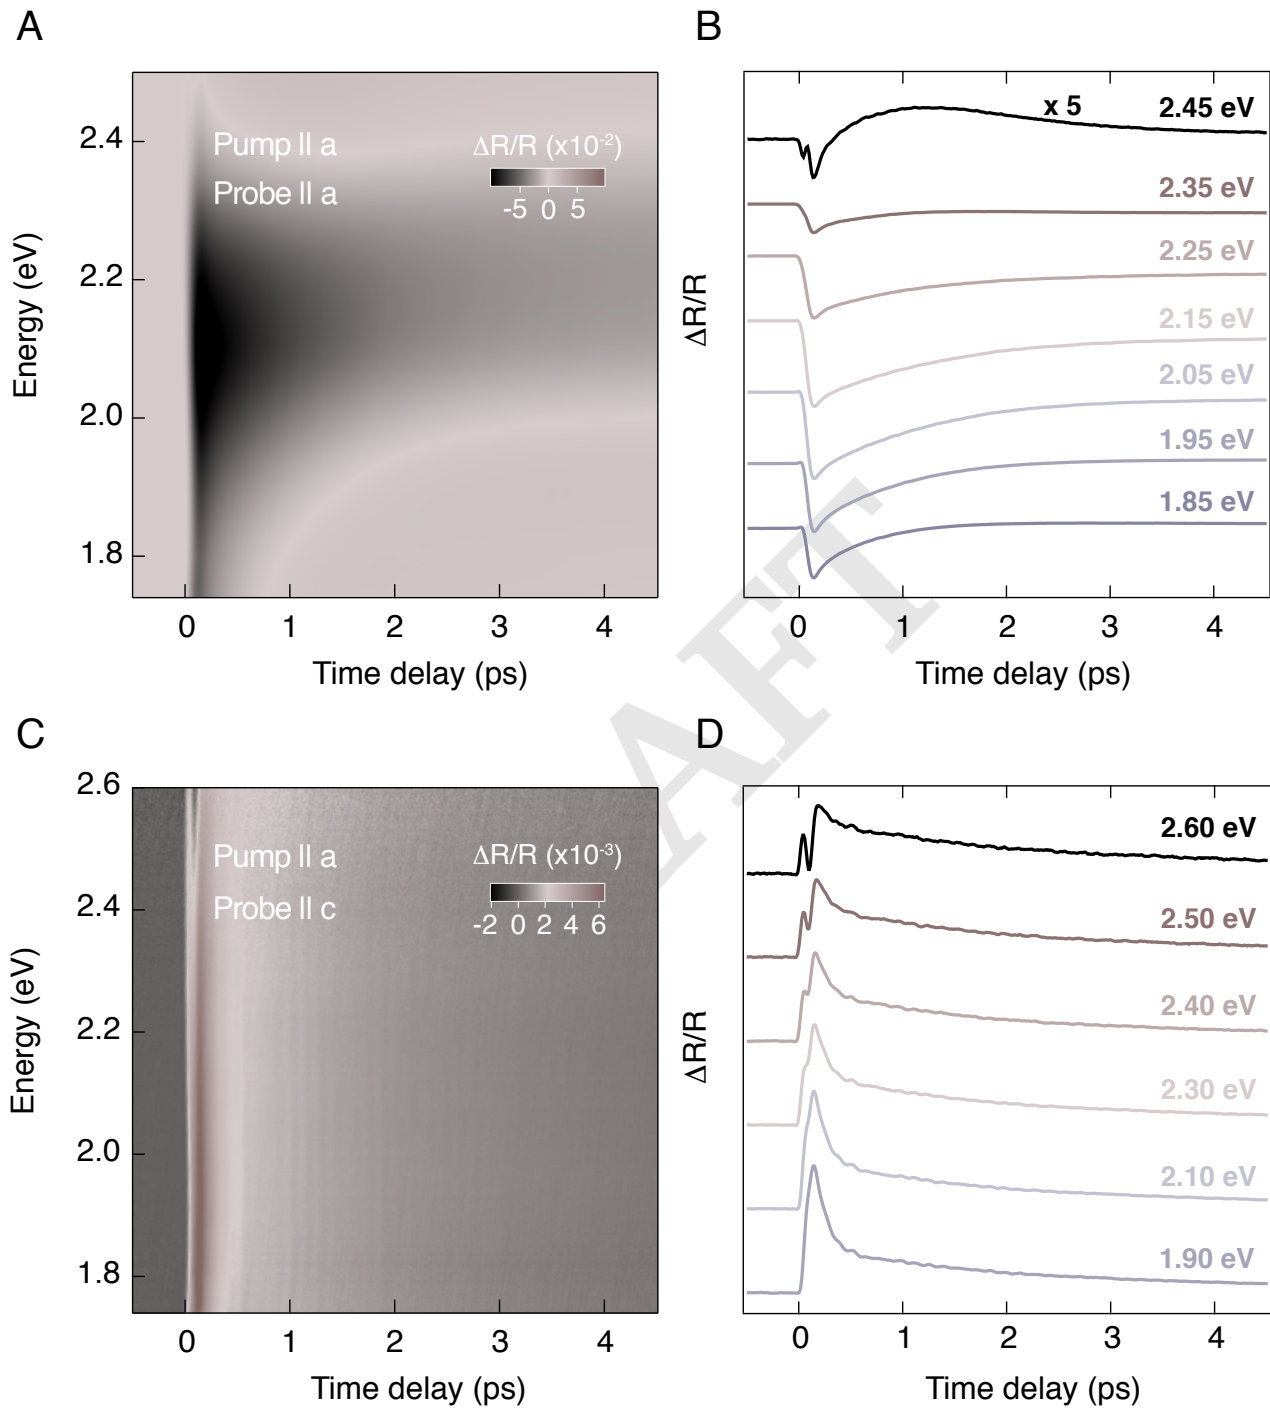 A
B
2.4
2.2
2.0
1.8
Energy (eV)
Pump II a
Probe II a
ΔR/R (x10-2)
-5 0 5
0 1 2 3 4
Time delay (ps)
x 5
2.45 eV
2.35 eV
2.25 eV
2.15 eV
2.05 eV
1.95 eV
1.85 eV
ΔR/R
0 1 2 3 4
Time delay (ps)
C
D
2.6
2.4
2.2
2.0
1.8
Energy (eV)
Pump II a
Probe II c
ΔR/R (x10-3)
-2 0 2 4 6
0 1 2 3 4
Time delay (ps)
2.60 eV
2.50 eV
2.40 eV
2.30 eV
2.10 eV
1.90 eV
ΔR/R
0 1 2 3 4
Time delay (ps)
AFT